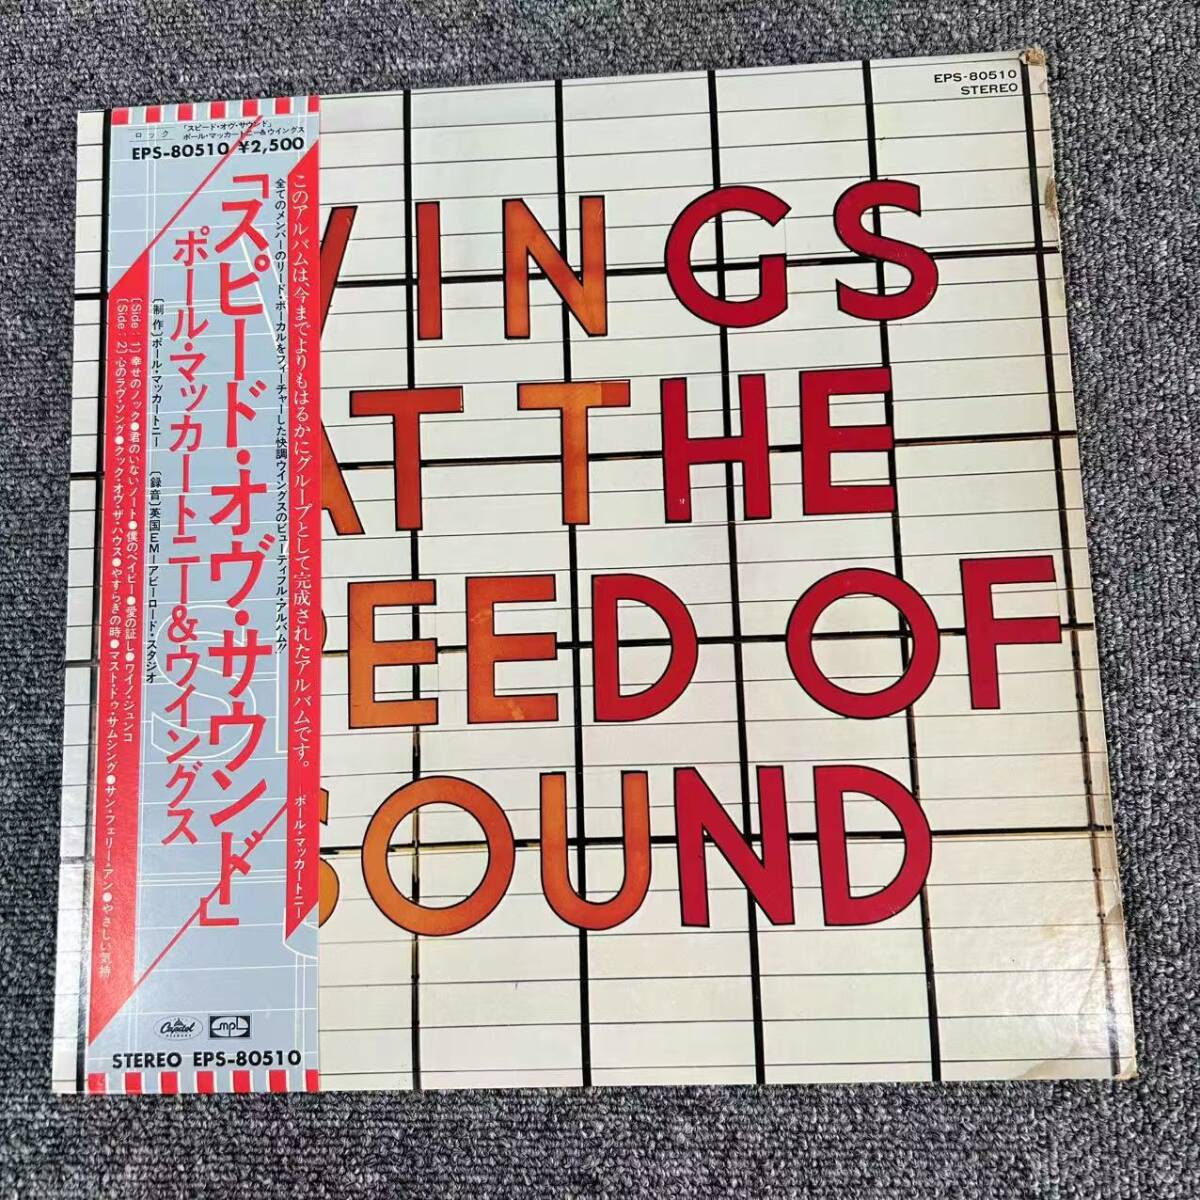 ロック
「スピード・オヴ・サウンド」
ポール・マッカートニー&ウイングス
EPS-80510 ¥2,500
このアルバムは、今までよりもはるかにグループとして完成されたアルバムです。
ポール・マッカートニー
全てのメンバーのリード・ボーカルをフィーチャーした快調ウイングスのビューティフル・アルバム!!
「スピード・オヴ・サウンド」
ポール・マッカートニー&ウイングス
〔制作〕ポール・マッカートニー 〔録音〕英国EMIアビーロード・スタジオ
〔Side:1〕幸せのノック●君のいないノート●僕のベイビー●愛の証し●ワイノ・ジュンコ
〔Side:2〕心のラヴ・ソング●クック・オヴ・ザ・ハウス●やすらぎの時●マスト・ドゥ・サムシング●サン・フェリー・アン●やさしい気持
Capitol
mpl
STEREO EPS-80510
EPS-80510
STEREO
WINGS
AT THE
PEED OF
SOUND